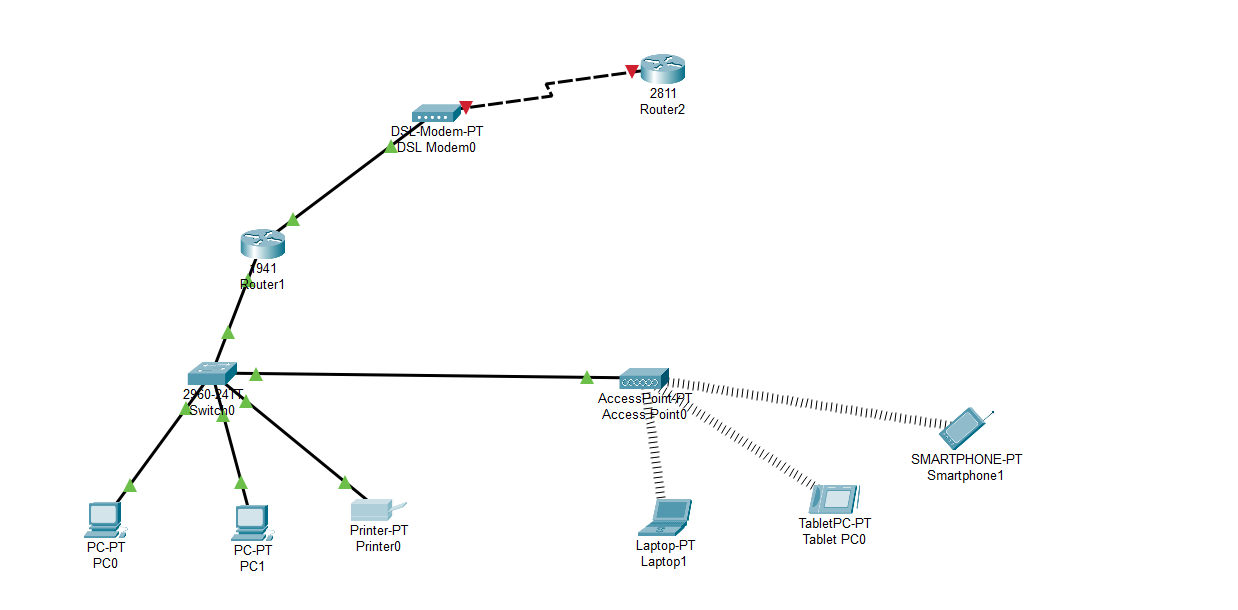 2811
Router2
DSL-Modem-PT
DSL Modem0
1941
Router1
2960-24TT
Switch0
AccessPoint-PT
Access Point0
SMARTPHONE-PT
Smartphone1
TabletPC-PT
Tablet PC0
Printer-PT
Printer0
PC-PT
PC0
PC-PT
PC1
Laptop-PT
Laptop1